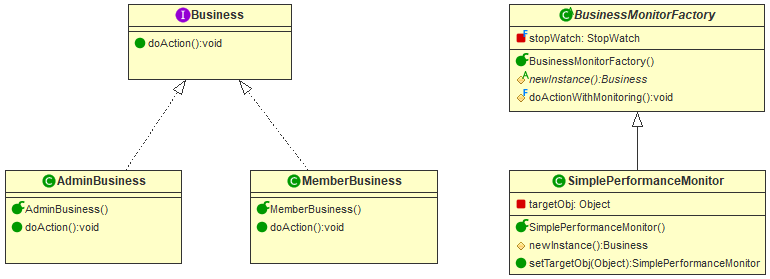 I Business
doAction():void
C AdminBusiness
AdminBusiness()
doAction():void
C MemberBusiness
MemberBusiness()
doAction():void
C A BusinessMonitorFactory
F stopWatch: StopWatch
C BusinessMonitorFactory()
A newInstance():Business
F doActionWithMonitoring():void
C SimplePerformanceMonitor
targetObj: Object
C SimplePerformanceMonitor()
newInstance():Business
setTargetObj(Object):SimplePerformanceMonitor